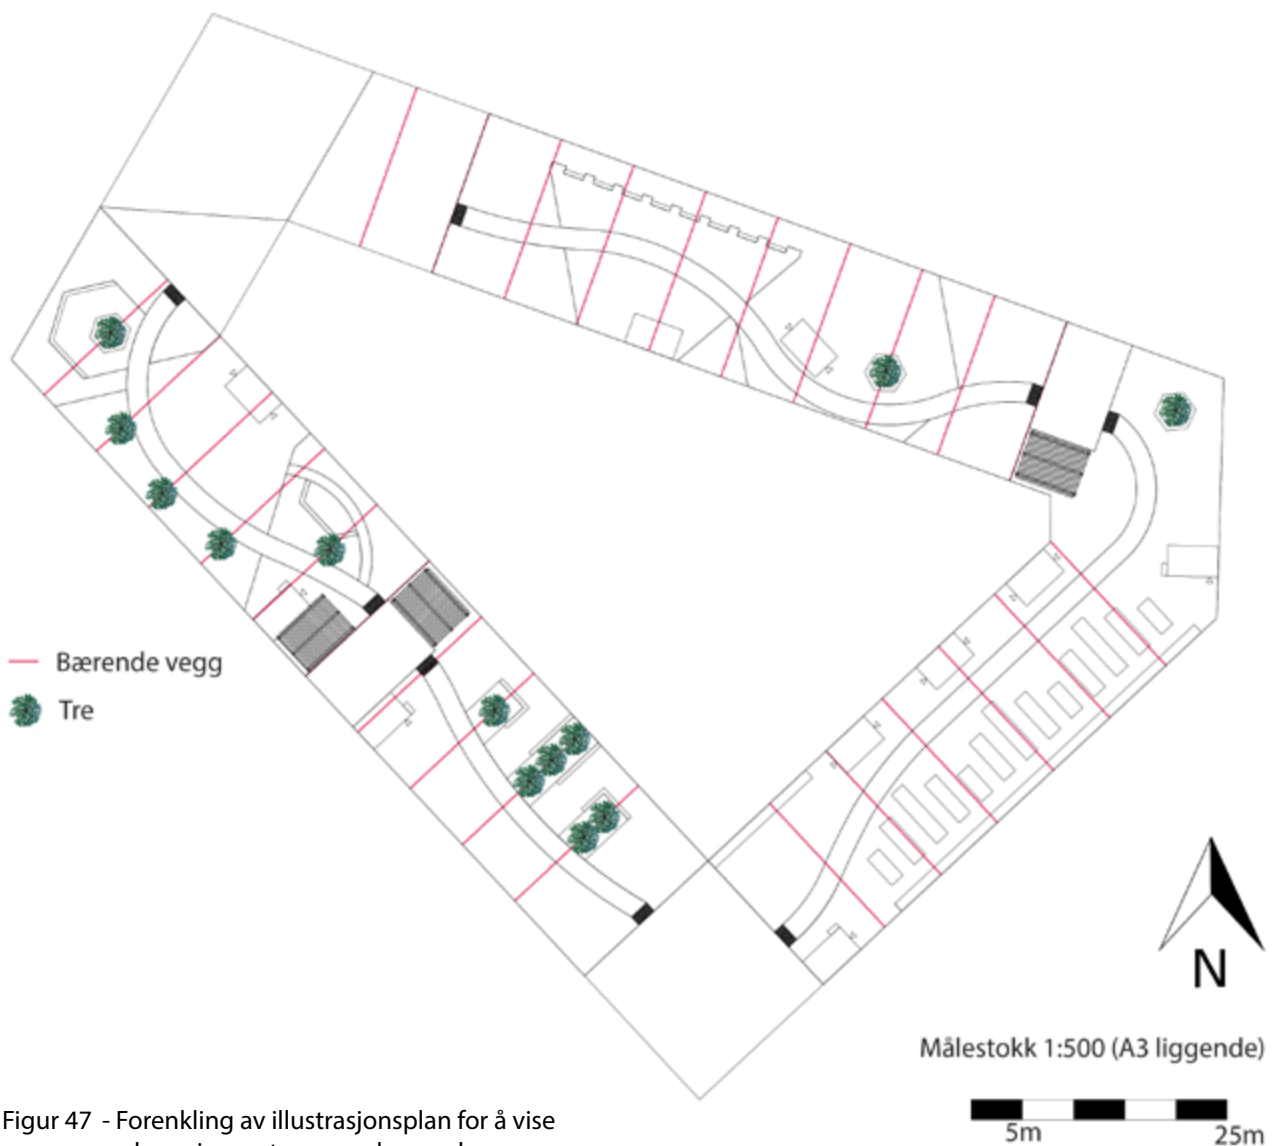 Bærende vegg
Tre
N
Målestokk 1:500 (A3 liggende)
5m 25m
Figur 47 - Forenkling av illustrasjonsplan for å vise